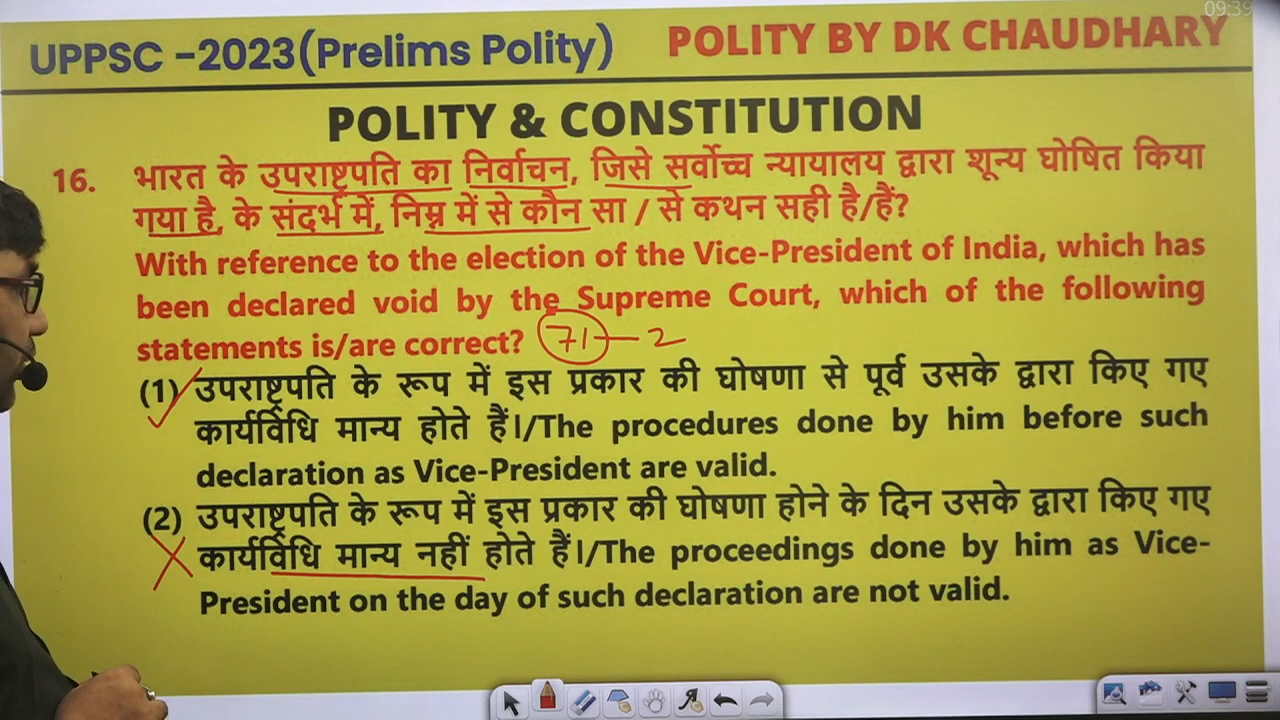 09:39
UPPSC -2023(Prelims Polity) POLITY BY DK CHAUDHARY
POLITY & CONSTITUTION
16. भारत के उपराष्ट्रपति का निर्वाचन, जिसे सर्वोच्च न्यायालय द्वारा शून्य घोषित किया
गया है, के संदर्भ में, निम्न में से कौन सा / से कथन सही है/हैं?
With reference to the election of the Vice-President of India, which has
been declared void by the Supreme Court, which of the following
statements is/are correct? 71-2
(1) उपराष्ट्रपति के रूप में इस प्रकार की घोषणा से पूर्व उसके द्वारा किए गए
कार्यविधि मान्य होते हैं।/The procedures done by him before such
declaration as Vice-President are valid.
(2) उपराष्ट्रपति के रूप में इस प्रकार की घोषणा होने के दिन उसके द्वारा किए गए
कार्यविधि मान्य नहीं होते हैं।/The proceedings done by him as Vice-
President on the day of such declaration are not valid.